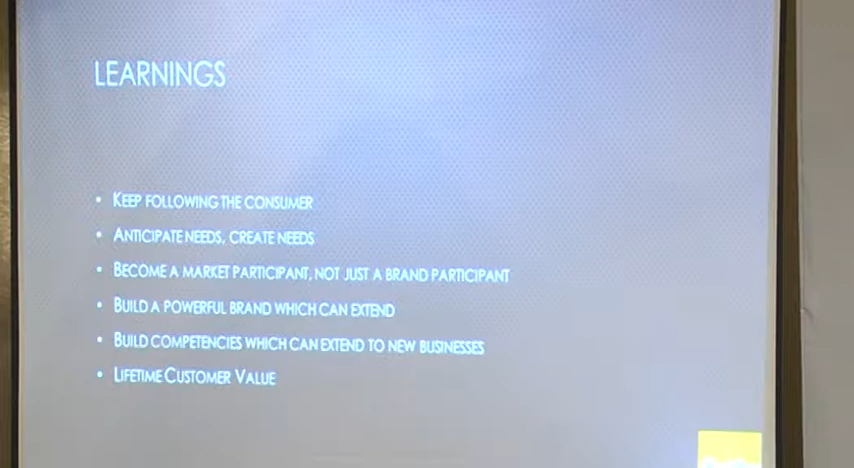 LEARNINGS
• KEEP FOLLOWING THE CONSUMER
• ANTICIPATE NEEDS, CREATE NEEDS
• BECOME A MARKET PARTICIPANT, NOT JUST A BRAND PARTICIPANT
• BUILD A POWERFUL BRAND WHICH CAN EXTEND
• BUILD COMPETENCIES WHICH CAN EXTEND TO NEW BUSINESSES
• LIFETIME CUSTOMER VALUE